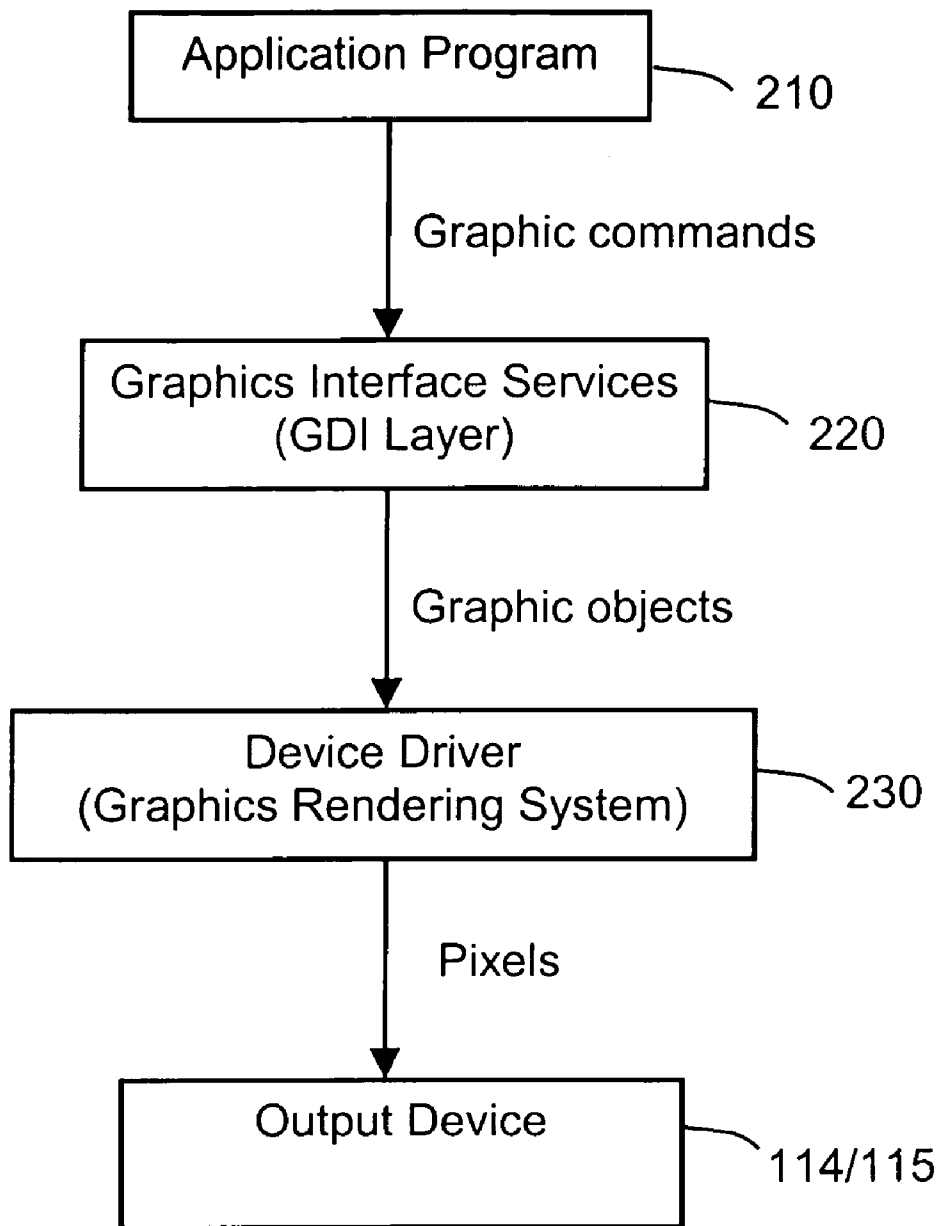 Application Program
210
Graphic commands
Graphics Interface Services
(GDI Layer)
220
Graphic objects
Device Driver
(Graphics Rendering System)
230
Pixels
Output Device
114/115